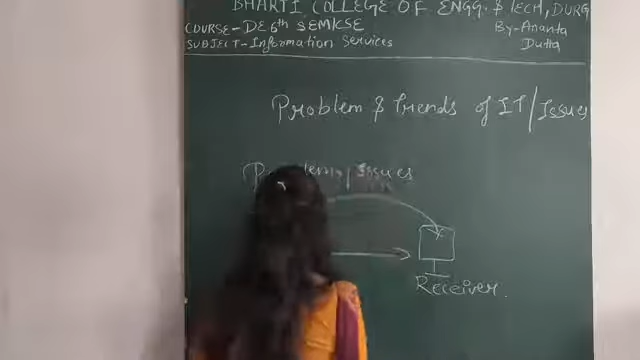 BHARTI COLLEGE OF ENGG. & TECH, DURG
COURSE-DE 6th SEM/CSE
By-Ananta
SUBJECT-Information Services
Dutta
Problem & Trends of IT/Issues
Problems/Issues
Receiver.